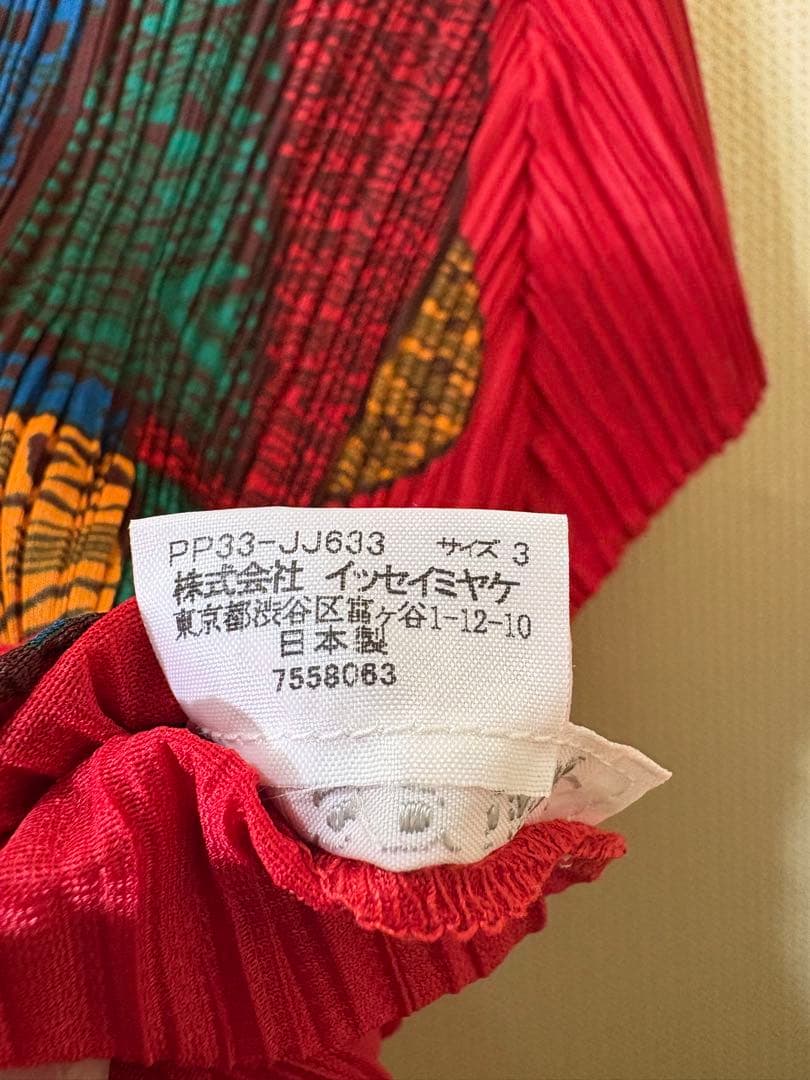 PP33-JJ633 サイズ 3
株式会社 イッセイミヤケ
東京都渋谷区富ヶ谷1-12-10
日本製
7558063